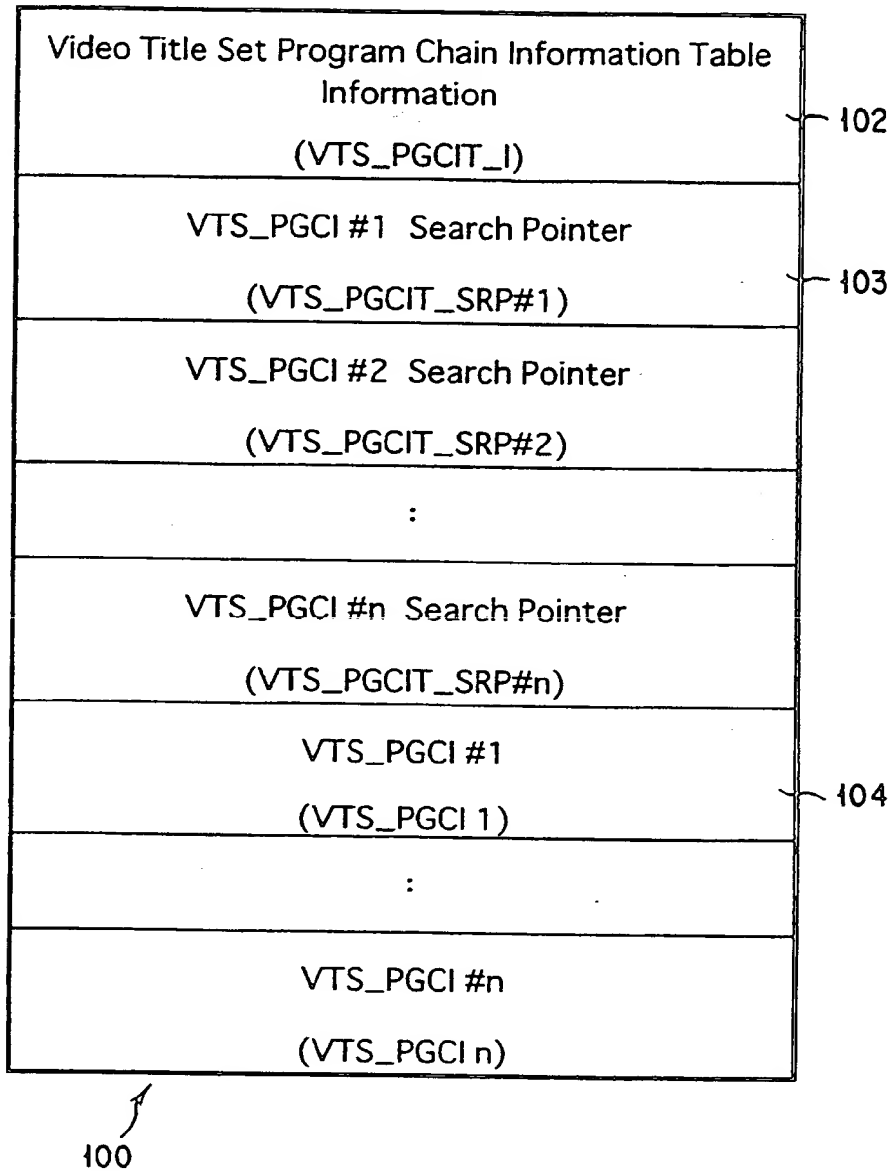 Video Title Set Program Chain Information Table
Information
(VTS_PGCIT_I)
102
VTS_PGCI #1 Search Pointer
(VTS_PGCIT_SRP#1)
103
VTS_PGCI #2 Search Pointer
(VTS_PGCIT_SRP#2)
:
VTS_PGCI #n Search Pointer
(VTS_PGCIT_SRP#n)
VTS_PGCI #1
(VTS_PGCI 1)
104
:
VTS_PGCI #n
(VTS_PGCI n)
100